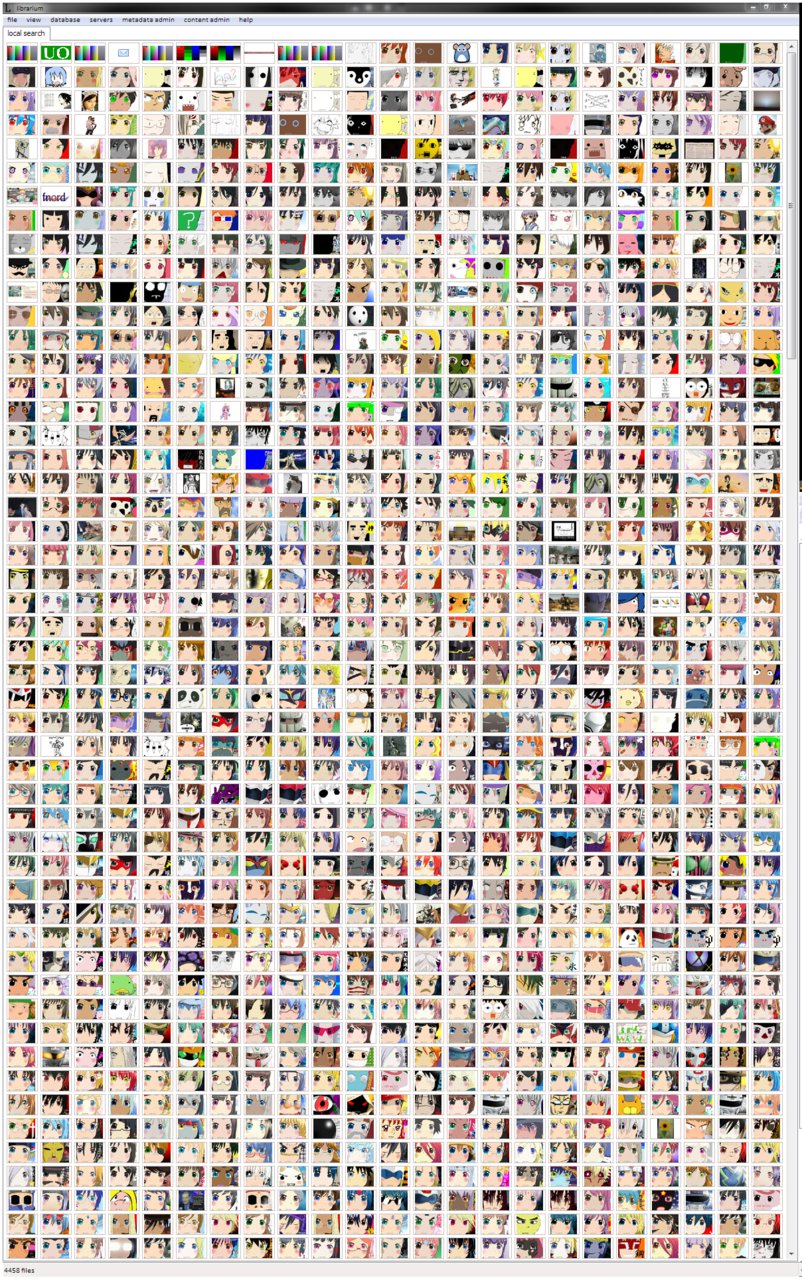 librarium
file view database servers metadata admin content admin help
local search
UO
fnord
?
4458 files